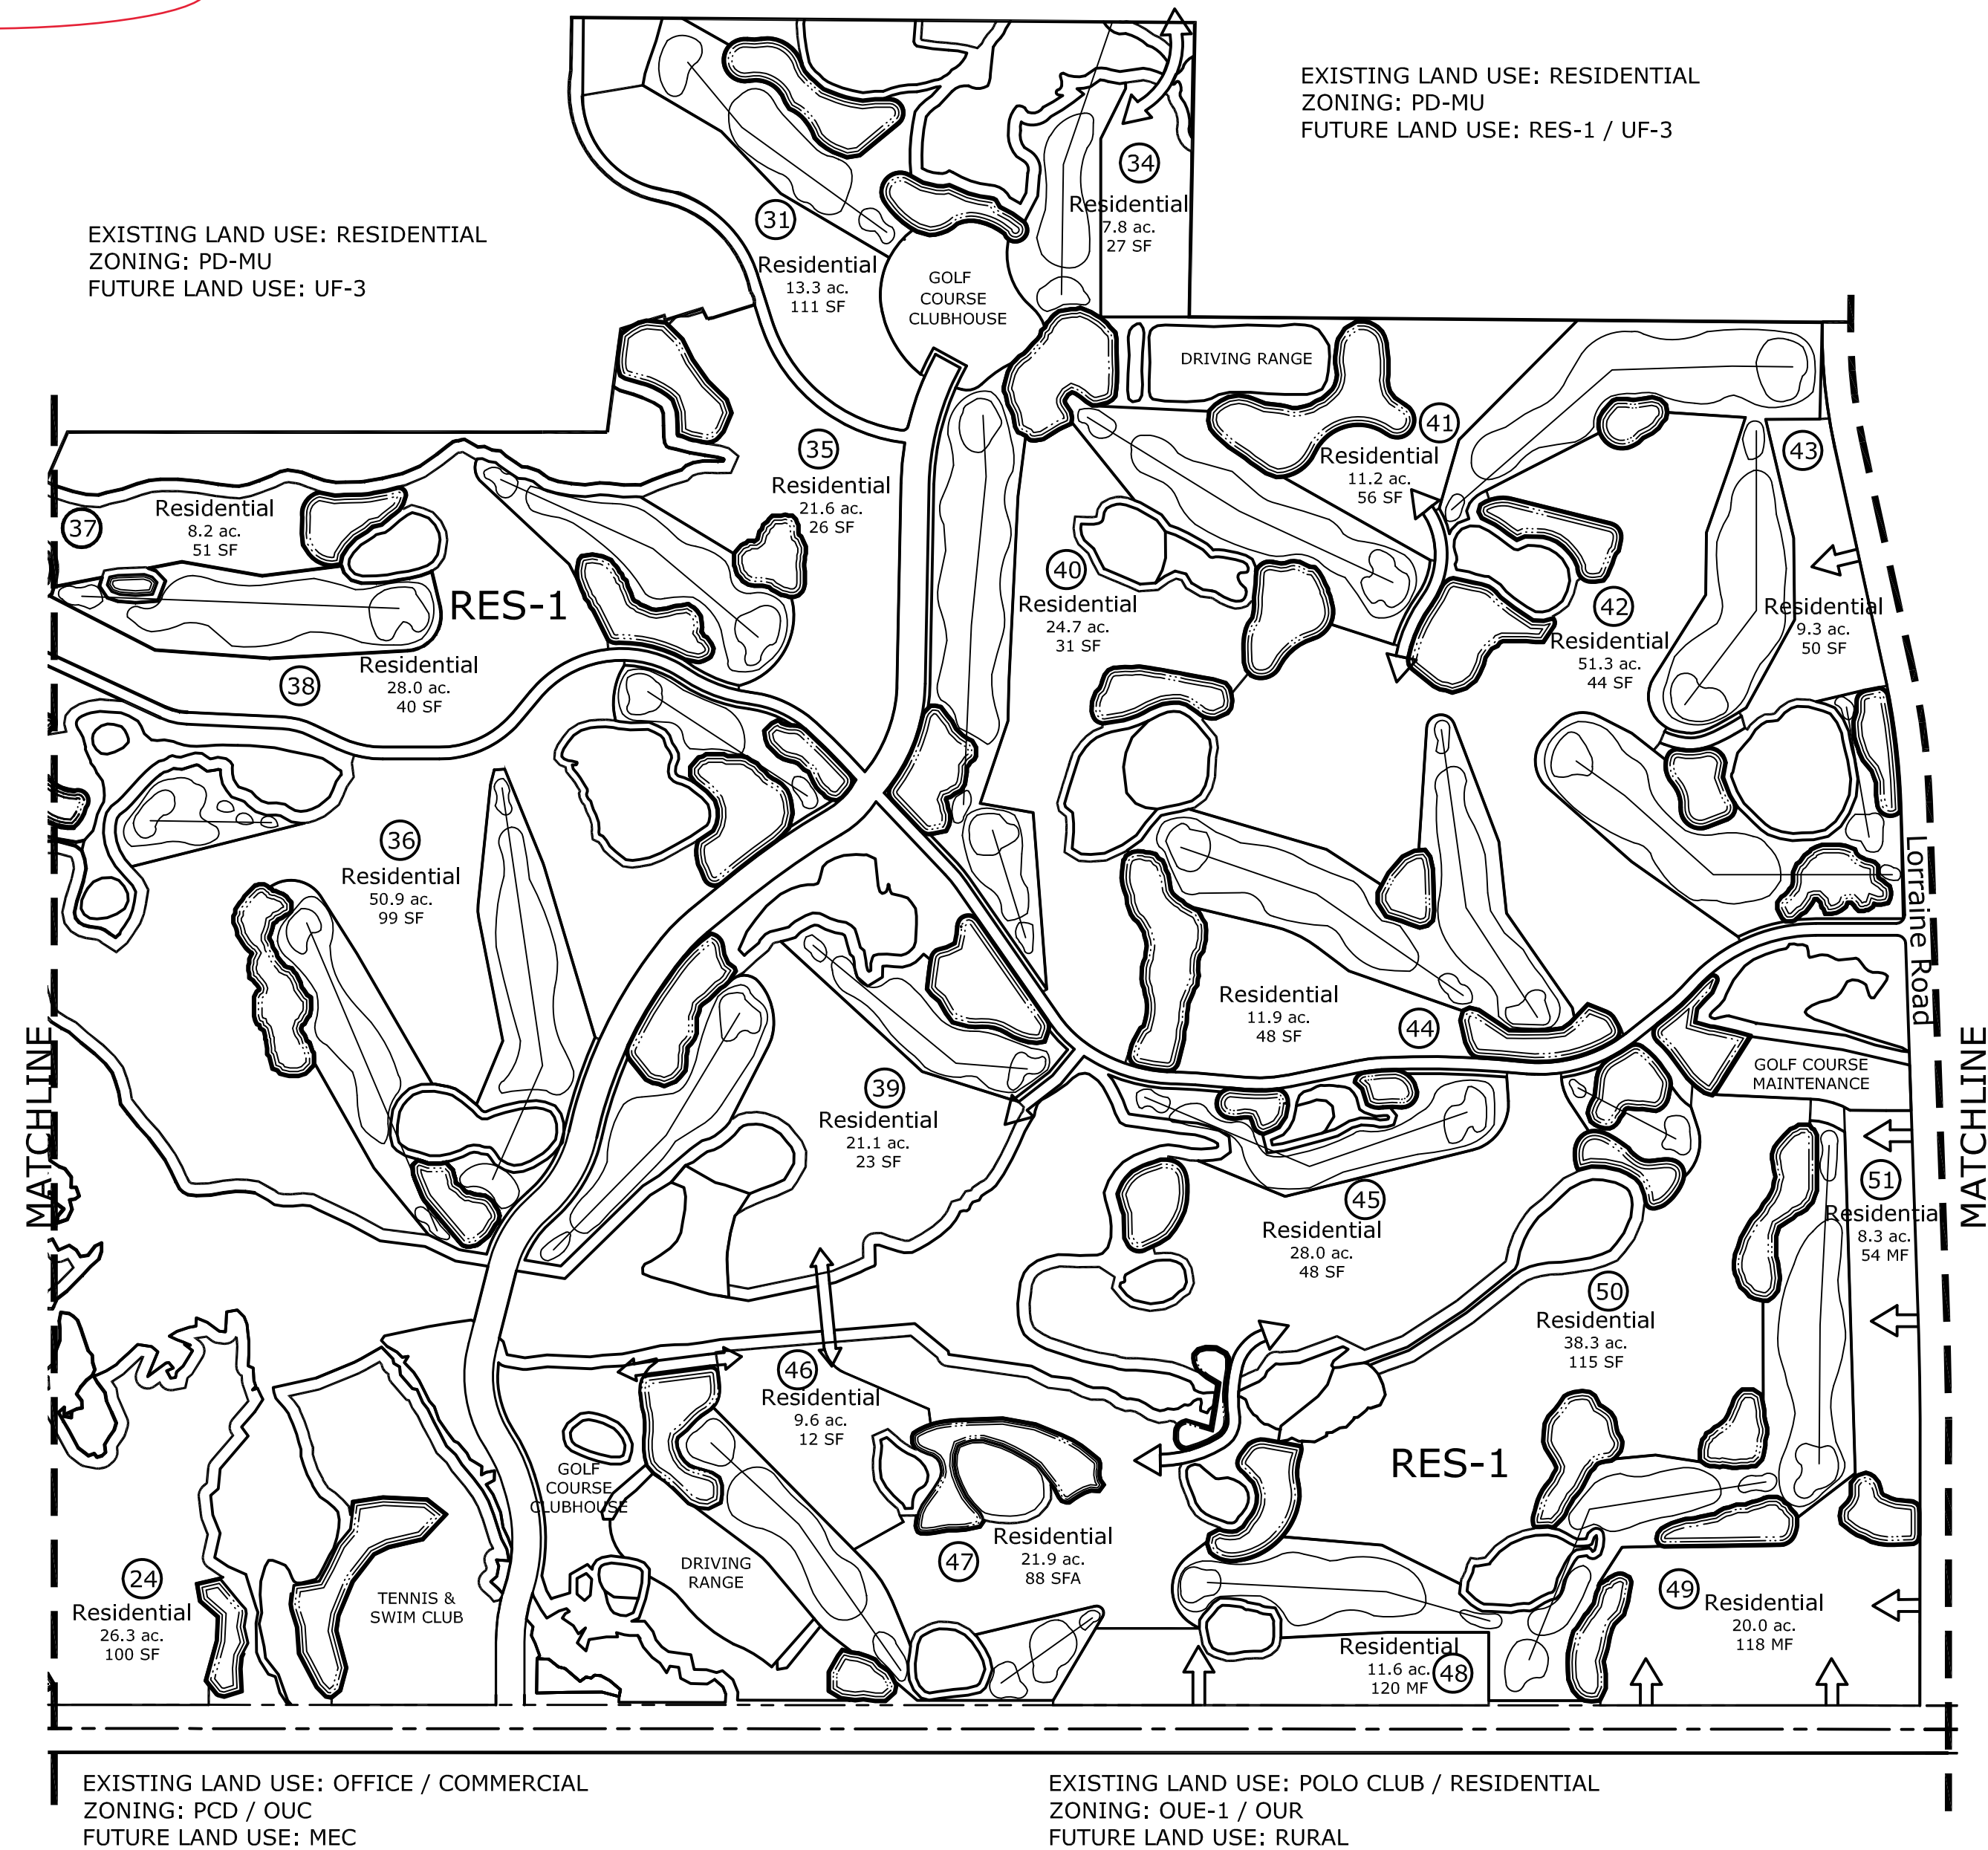 EXISTING LAND USE: RESIDENTIAL
ZONING: PD-MU
FUTURE LAND USE: RES-1 / UF-3
EXISTING LAND USE: RESIDENTIAL
ZONING: PD-MU
FUTURE LAND USE: UF-3
34
Residential
7.8 ac.
27 SF
31
Residential
13.3 ac.
111 SF
GOLF
COURSE
CLUBHOUSE
DRIVING RANGE
35
Residential
21.6 ac.
26 SF
41
Residential
11.2 ac.
56 SF
43
Residential
9.3 ac.
50 SF
37
Residential
8.2 ac.
51 SF
RES-1
40
Residential
24.7 ac.
31 SF
42
Residential
51.3 ac.
44 SF
38
Residential
28.0 ac.
40 SF
36
Residential
50.9 ac.
99 SF
Lorraine Road
Residential
11.9 ac.
48 SF
44
GOLF COURSE
MAINTENANCE
MATCHLINE
MATCHLINE
39
Residential
21.1 ac.
23 SF
45
Residential
28.0 ac.
48 SF
51
Residential
8.3 ac.
54 MF
50
Residential
38.3 ac.
115 SF
46
Residential
9.6 ac.
12 SF
RES-1
GOLF
COURSE
CLUBHOUSE
47
Residential
21.9 ac.
88 SFA
DRIVING
RANGE
24
Residential
26.3 ac.
100 SF
TENNIS &
SWIM CLUB
49
Residential
20.0 ac.
118 MF
Residential
11.6 ac.
120 MF
48
EXISTING LAND USE: OFFICE / COMMERCIAL
ZONING: PCD / OUC
FUTURE LAND USE: MEC
EXISTING LAND USE: POLO CLUB / RESIDENTIAL
ZONING: OUE-1 / OUR
FUTURE LAND USE: RURAL